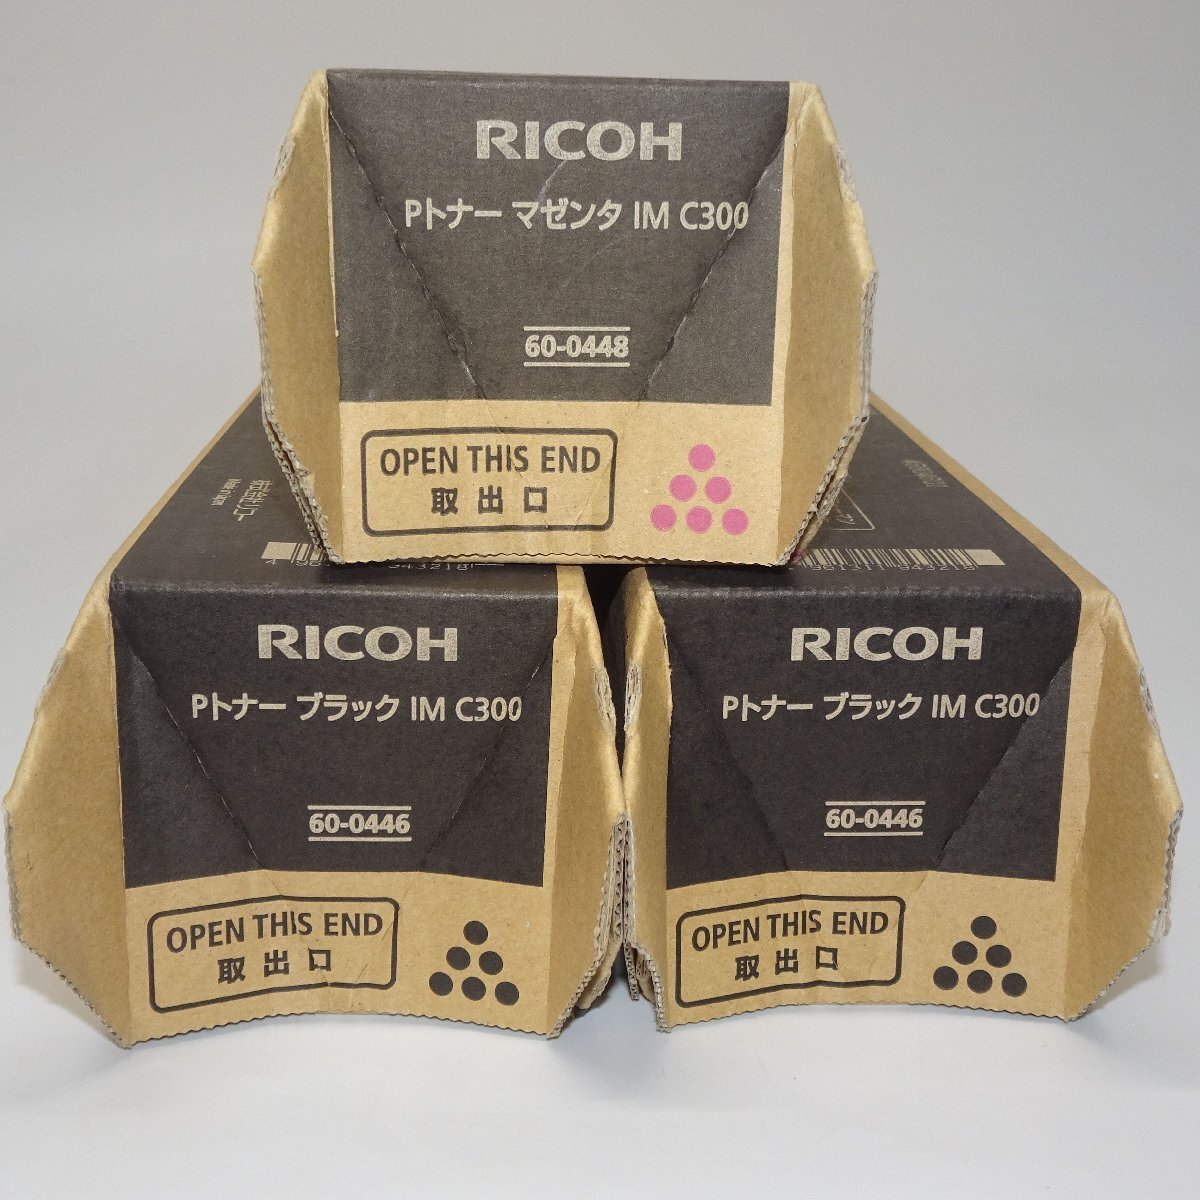 RICOH
Pトナー マゼンタ IM C300
60-0448
OPEN THIS END
取出口
RICOH
Pトナー ブラック IM C300
60-0446
OPEN THIS END
取出口
RICOH
Pトナー ブラック IM C300
60-0446
OPEN THIS END
取出口